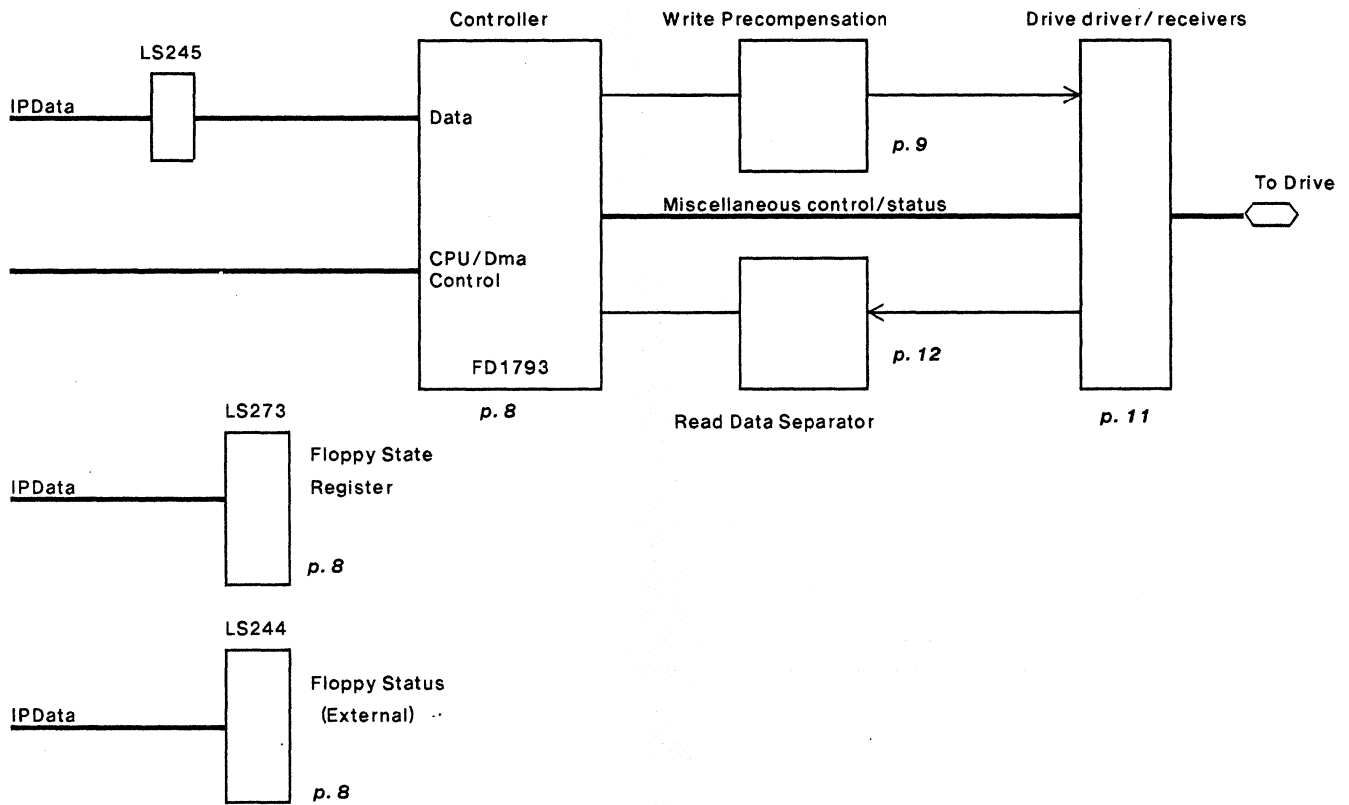 Controller
Write Precompensation
Drive driver/receivers
LS245
IPData
Data
p. 9
To Drive
Miscellaneous control/status
CPU/Dma
Control
p. 12
FD1793
p. 8
Read Data Separator
p. 11
LS273
Floppy State
Register
IPData
p. 8
LS244
Floppy Status
(External)
IPData
p. 8